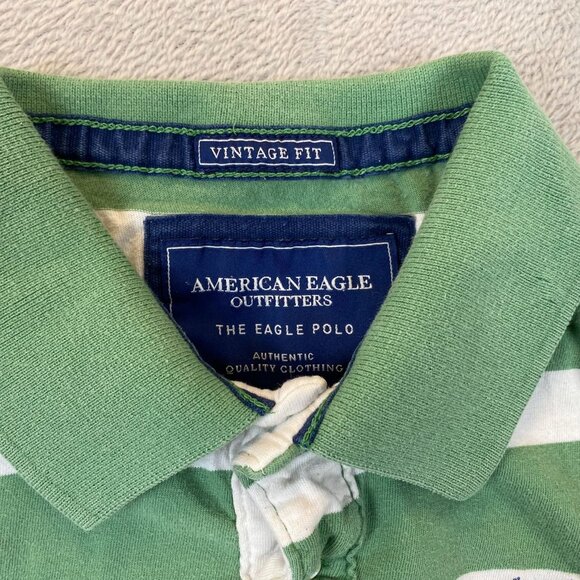 VINTAGE FIT
AMERICAN EAGLE
OUTFITTERS
THE EAGLE POLO
AUTHENTIC
QUALITY CLOTHING